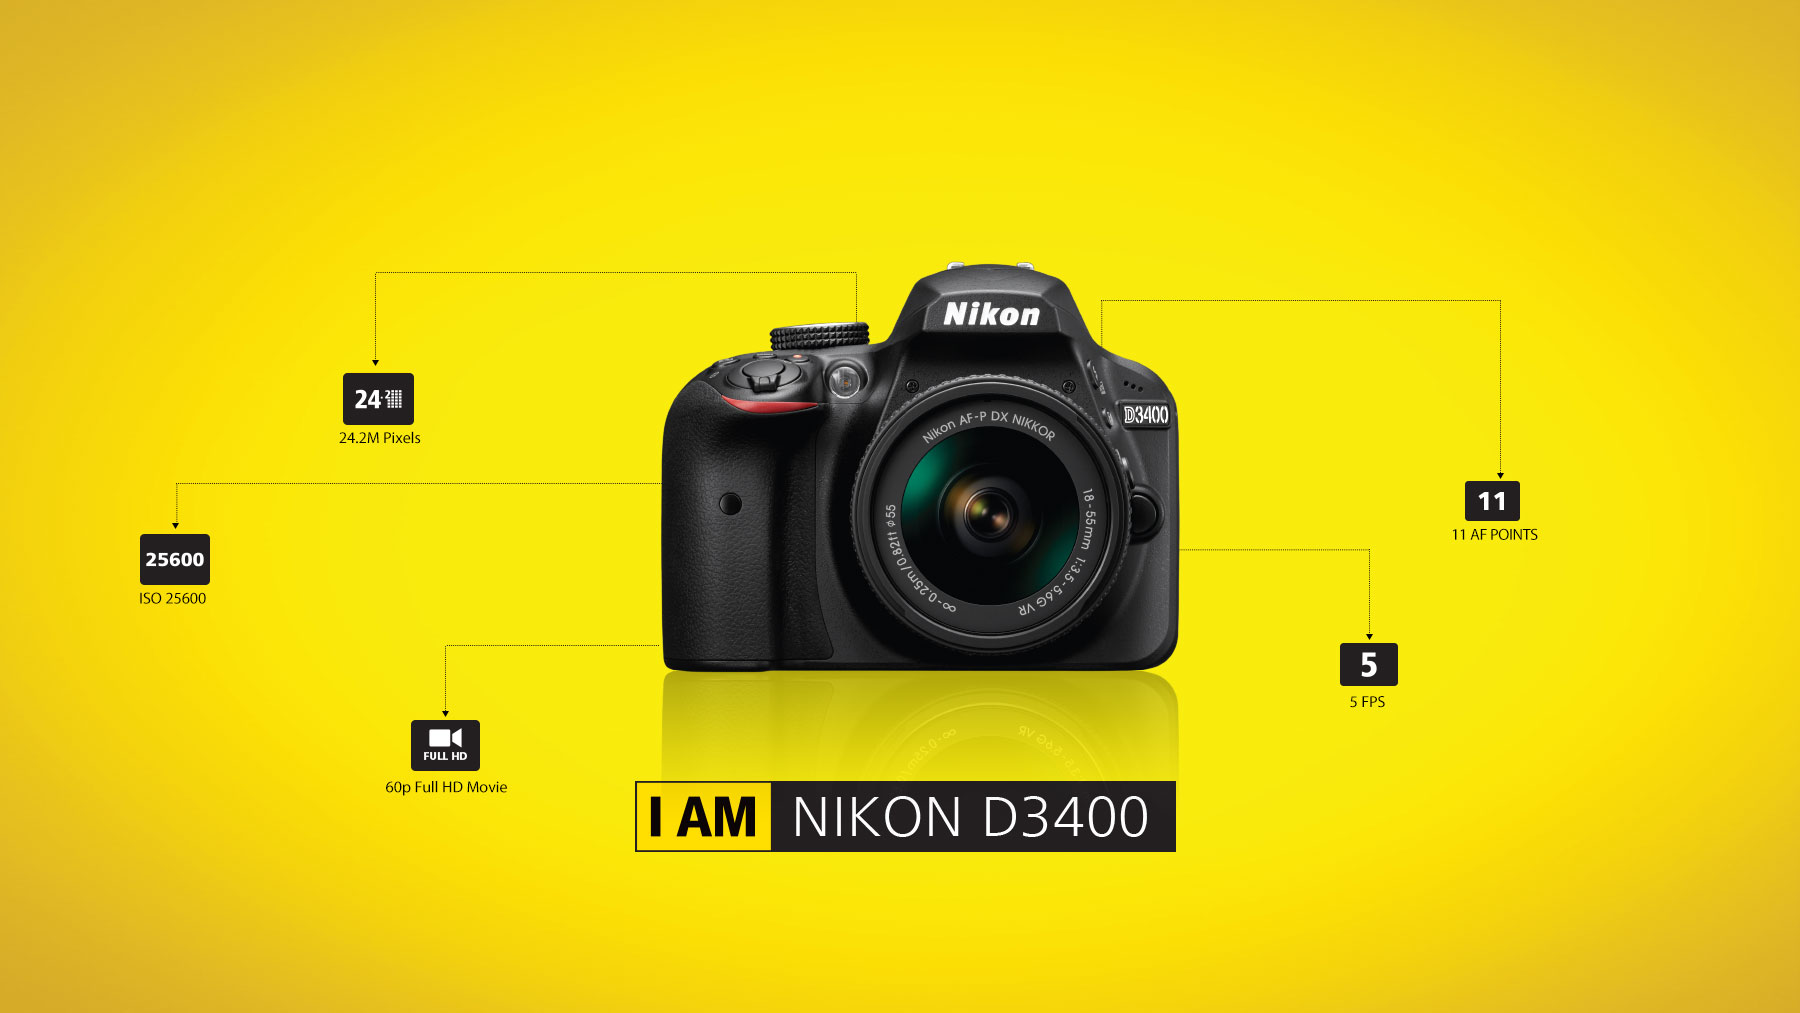 Nikon
D3400
Nikon AF-P DX NIKKOR
18-55mm 1:3.5-5.6G VR
∞-0.25m/0.82ft ø55
24.2
24.2M Pixels
25600
ISO 25600
FULL HD
60p Full HD Movie
11
11 AF POINTS
5
5 FPS
I AM NIKON D3400